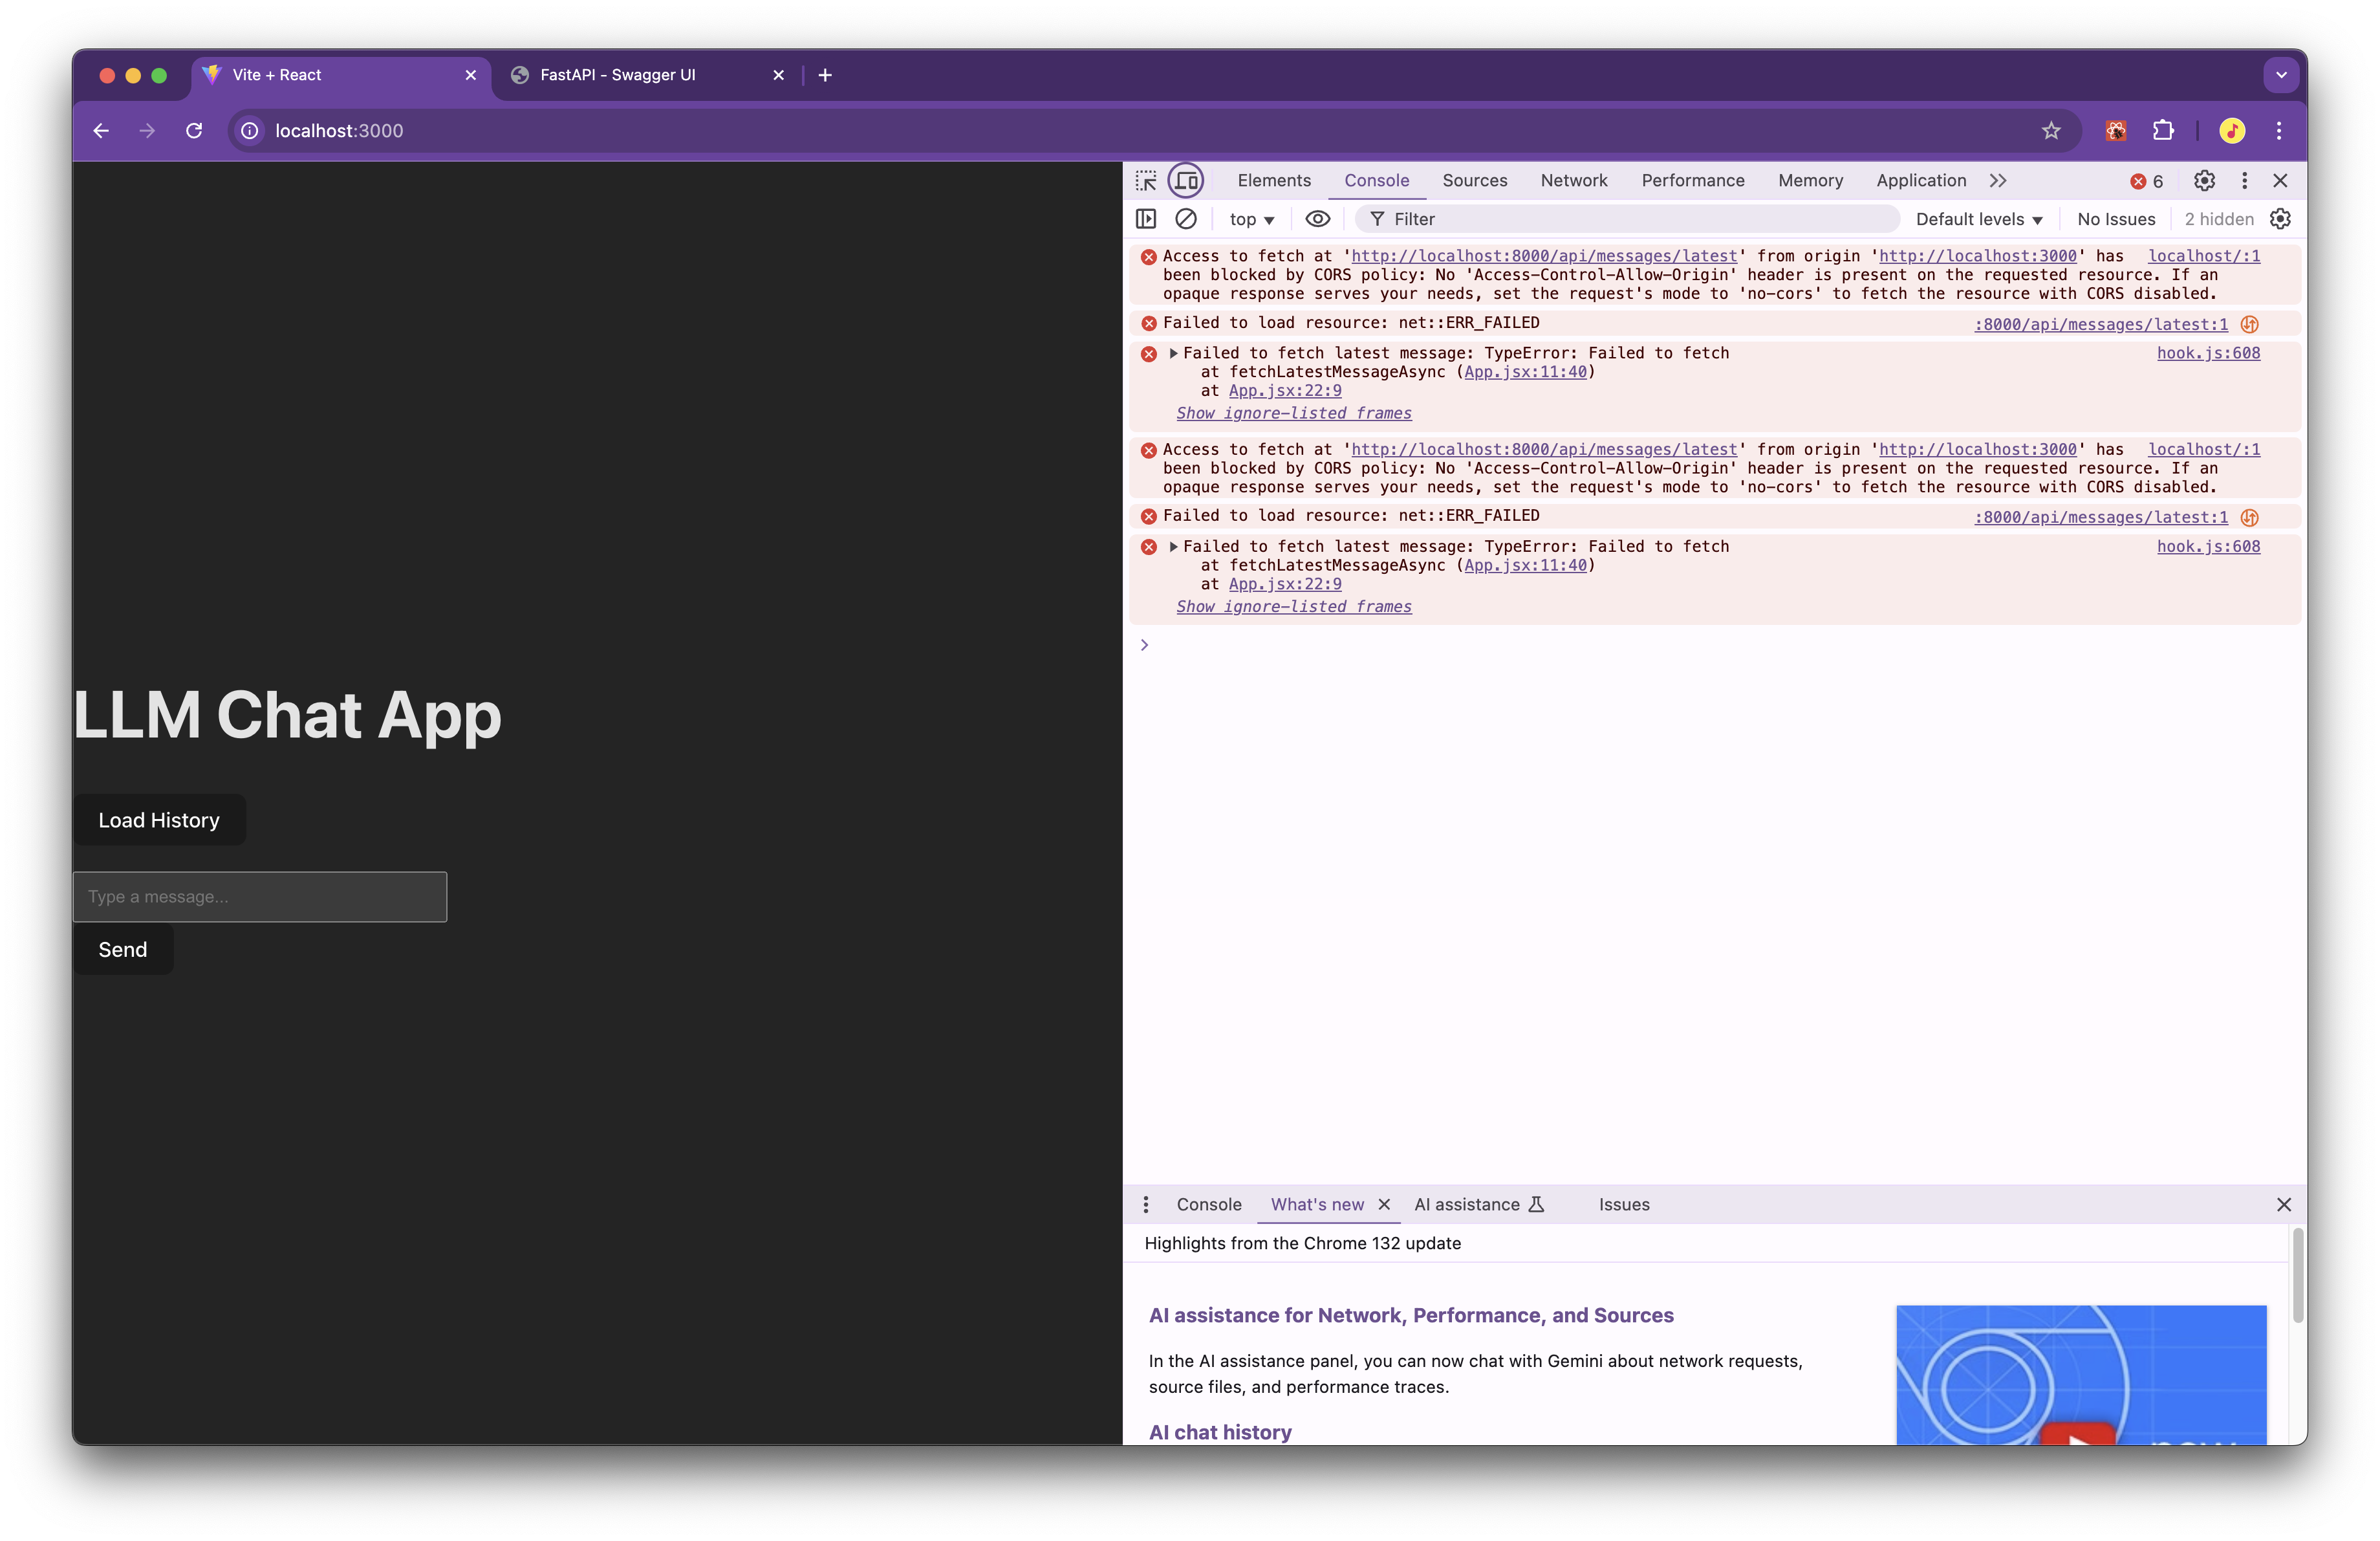 Vite + React
FastAPI - Swagger UI
localhost:3000
Elements Console Sources Network Performance Memory Application 6
top Filter Default levels No Issues 2 hidden
Access to fetch at 'http://localhost:8000/api/messages/latest' from origin 'http://localhost:3000' has localhost/:1
been blocked by CORS policy: No 'Access-Control-Allow-Origin' header is present on the requested resource. If an
opaque response serves your needs, set the request's mode to 'no-cors' to fetch the resource with CORS disabled.
Failed to load resource: net::ERR_FAILED :8000/api/messages/latest:1
Failed to fetch latest message: TypeError: Failed to fetch hook.js:608
at fetchLatestMessageAsync (App.jsx:11:40)
at App.jsx:22:9
Show ignore-listed frames
Access to fetch at 'http://localhost:8000/api/messages/latest' from origin 'http://localhost:3000' has localhost/:1
been blocked by CORS policy: No 'Access-Control-Allow-Origin' header is present on the requested resource. If an
opaque response serves your needs, set the request's mode to 'no-cors' to fetch the resource with CORS disabled.
Failed to load resource: net::ERR_FAILED :8000/api/messages/latest:1
Failed to fetch latest message: TypeError: Failed to fetch hook.js:608
at fetchLatestMessageAsync (App.jsx:11:40)
at App.jsx:22:9
Show ignore-listed frames
LLM Chat App
Load History
Type a message...
Send
Console What's new AI assistance Issues
Highlights from the Chrome 132 update
AI assistance for Network, Performance, and Sources
In the AI assistance panel, you can now chat with Gemini about network requests,
source files, and performance traces.
AI chat history